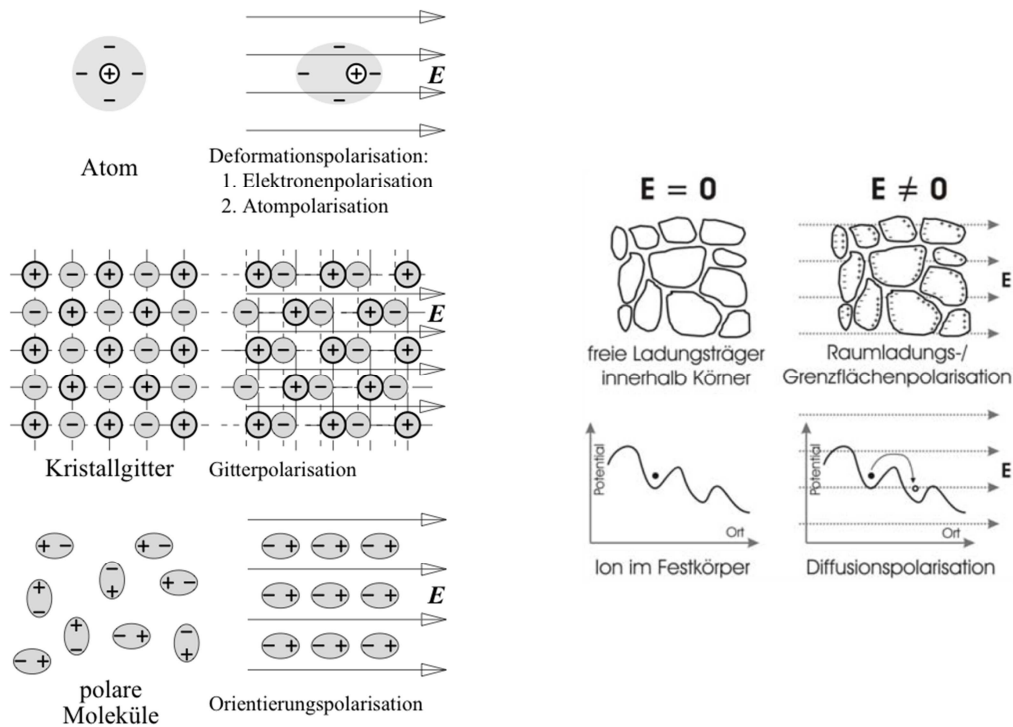 E
Atom
Deformationspolarisation:
1. Elektronenpolarisation
2. Atompolarisation
E
Kristallgitter
Gitterpolarisation
E
polare
Moleküle
Orientierungspolarisation
E = 0
E ≠ 0
E
freie Ladungsträger
innerhalb Körner
Raumladungs-/
Grenzflächenpolarisation
Potential
Ort
Ion im Festkörper
Potential
E
Ort
Diffusionspolarisation